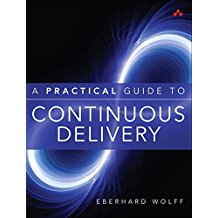 A PRACTICAL GUIDE TO
CONTINUOUS
DELIVERY
EBERHARD WOLFF